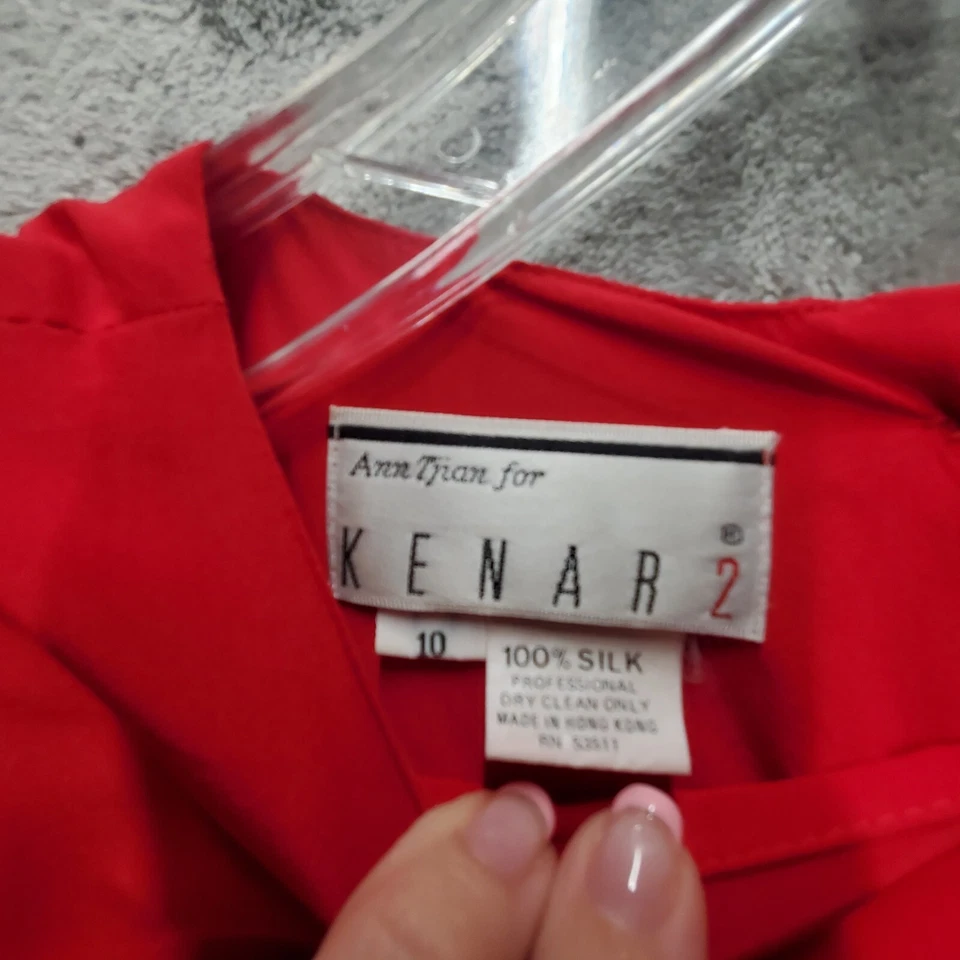 Ann Tjian for
KENAR 2 ®
10
100% SILK
PROFESSIONAL
DRY CLEAN ONLY
MADE IN HONG KONG
RN 53511